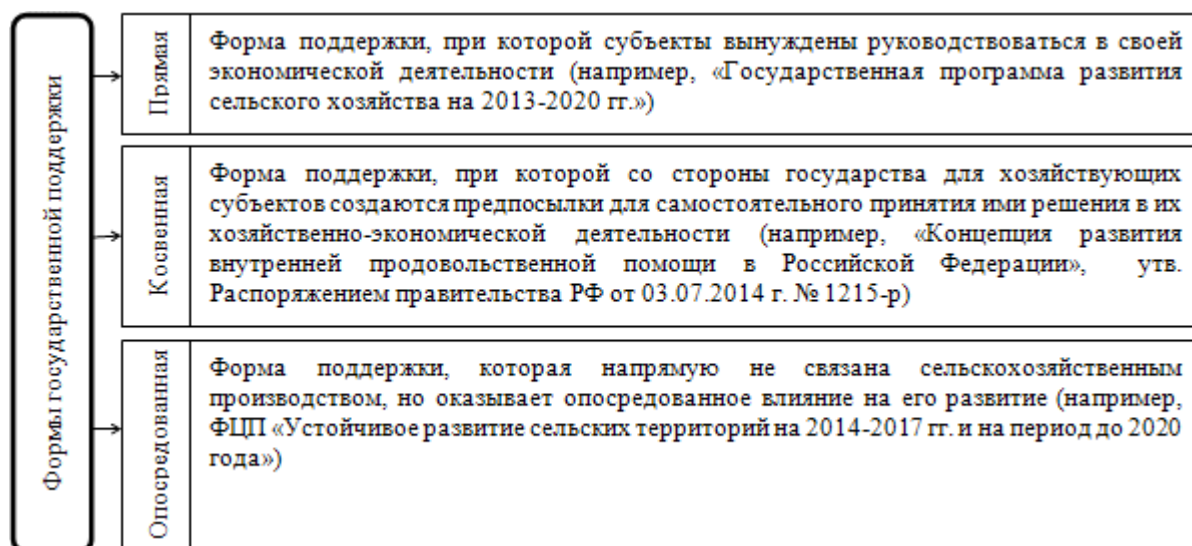 Формы государственной поддержки
Прямая
Форма поддержки, при которой субъекты вынуждены руководствоваться в своей
экономической деятельности (например, «Государственная программа развития
сельского хозяйства на 2013-2020 гг.»)
Косвенная
Форма поддержки, при которой со стороны государства для хозяйствующих
субъектов создаются предпосылки для самостоятельного принятия ими решения в их
хозяйственно-экономической деятельности (например, «Концепция развития
внутренней продовольственной помощи в Российской Федерации», утв.
Распоряжением правительства РФ от 03.07.2014 г. № 1215-р)
Опосредованная
Форма поддержки, которая напрямую не связана сельскохозяйственным
производством, но оказывает опосредованное влияние на его развитие (например,
ФЦП «Устойчивое развитие сельских территорий на 2014-2017 гг. и на период до 2020
года»)